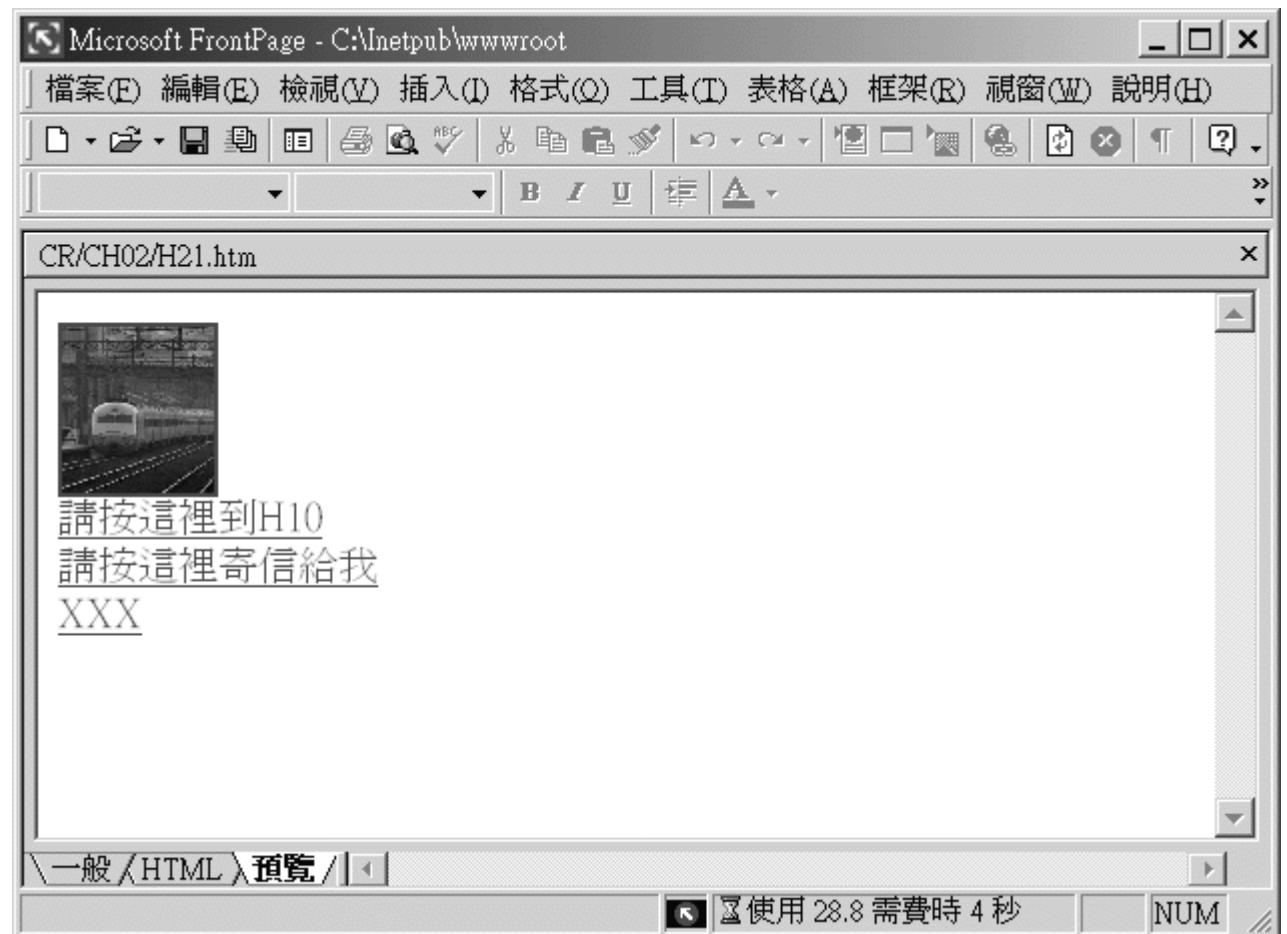 Microsoft FrontPage - C:\Inetpub\wwwroot
檔案(F) 編輯(E) 檢視(V) 插入(I) 格式(O) 工具(T) 表格(A) 框架(R) 視窗(W) 說明(H)
ABC
B I U A
CR/CH02/H21.htm
請按這裡到H10
請按這裡寄信給我
XXX
一般 HTML 預覽
使用 28.8 需費時 4 秒 NUM